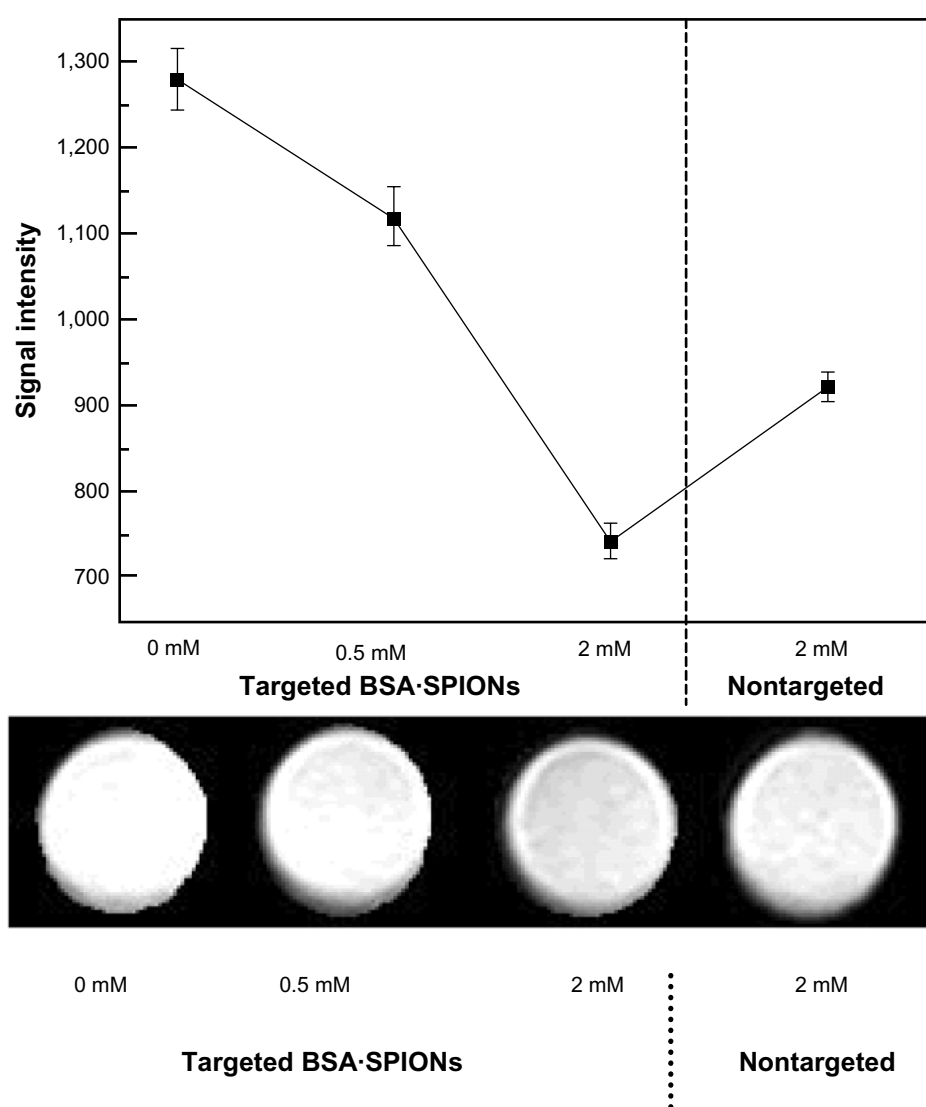 Signal intensity
1,300
1,200
1,100
1,000
900
800
700
0 mM 0.5 mM 2 mM 2 mM
Targeted BSA·SPIONs Nontargeted
0 mM 0.5 mM 2 mM 2 mM
Targeted BSA·SPIONs Nontargeted